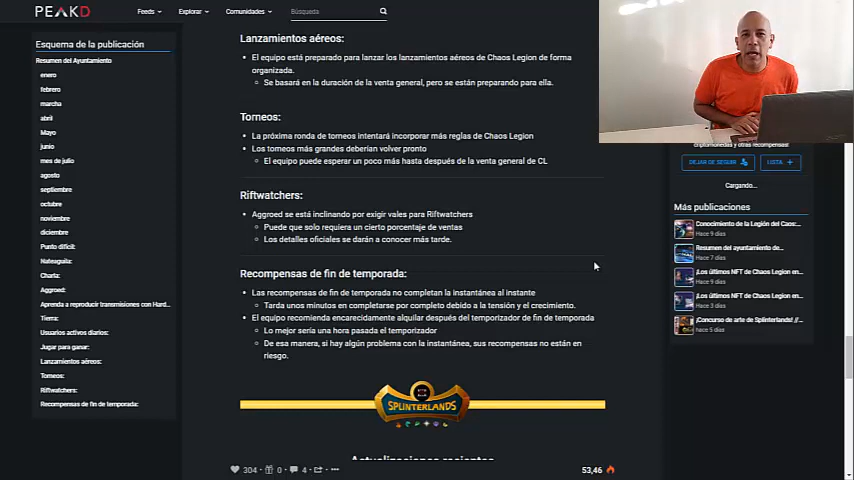 PEAKD
Feeds
Explorar
Comunidades
Búsqueda
Esquema de la publicación
Resumen del Ayuntamiento
enero
febrero
marcha
abril
Mayo
junio
mes de julio
agosto
septiembre
octubre
noviembre
diciembre
Punto difícil:
Nateaguila:
Charla:
Aggroed:
Aprenda a reproducir transmisiones con Hard...
Tierra:
Usuarios activos diarios:
Jugar para ganar:
Lanzamientos aéreos:
Torneos:
Riftwatchers:
Recompensas de fin de temporada:
Lanzamientos aéreos:
El equipo está preparado para lanzar los lanzamientos aéreos de Chaos Legion de forma
organizada.
Se basará en la duración de la venta general, pero se están preparando para ella.
Torneos:
La próxima ronda de torneos intentará incorporar más reglas de Chaos Legion
Los torneos más grandes deberían volver pronto
El equipo puede esperar un poco más hasta después de la venta general de CL
Riftwatchers:
Aggroed se está inclinando por exigir vales para Riftwatchers
Puede que solo requiera un cierto porcentaje de ventas
Los detalles oficiales se darán a conocer más tarde.
Recompensas de fin de temporada:
Las recompensas de fin de temporada no completan la instantánea al instante
Tarda unos minutos en completarse por completo debido a la tensión y el crecimiento.
El equipo recomienda encarecidamente alquilar después del temporizador de fin de temporada
Lo mejor sería una hora pasada el temporizador
De esa manera, si hay algún problema con la instantánea, sus recompensas no están en
riesgo.
SPLINTERLANDS
Actualizaciones recientes
304 · 0 · 4 ·
53,46
criptomonedas y otras recompensas!
DEJAR DE SEGUIR
LISTA +
Cargando...
Más publicaciones
Conocimiento de la Legión del Caos:...
Hace 9 días
Resumen del ayuntamiento de...
Hace 7 días
¡Los últimos NFT de Chaos Legion en...
Hace 9 días
¡Los últimos NFT de Chaos Legion en...
Hace 3 días
¡Concurso de arte de Splinterlands! //...
Hace 5 días